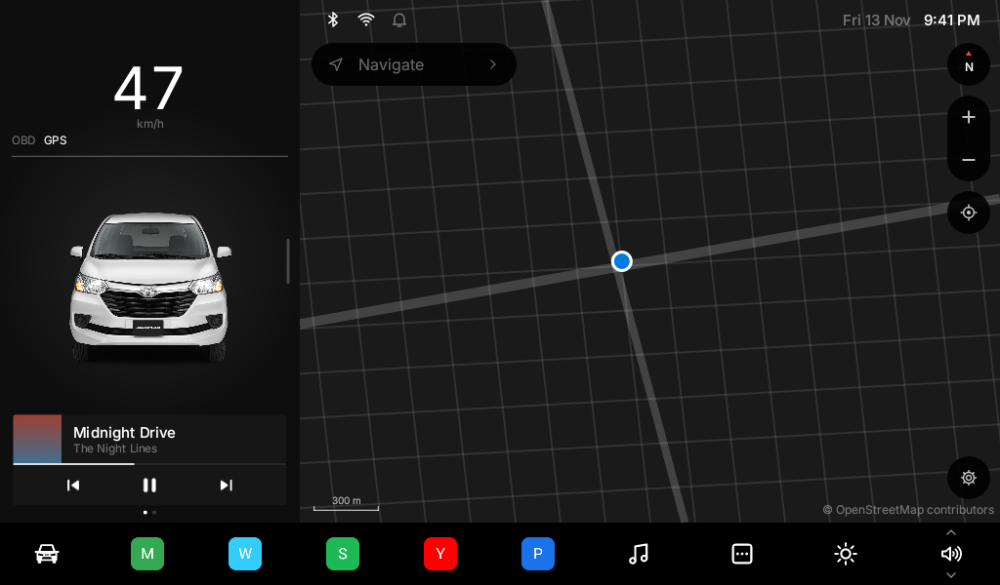 Fri 13 Nov 9:41 PM
47
km/h
OBD GPS
Navigate
N
Midnight Drive
The Night Lines
300 m
© OpenStreetMap contributors
M W S Y P